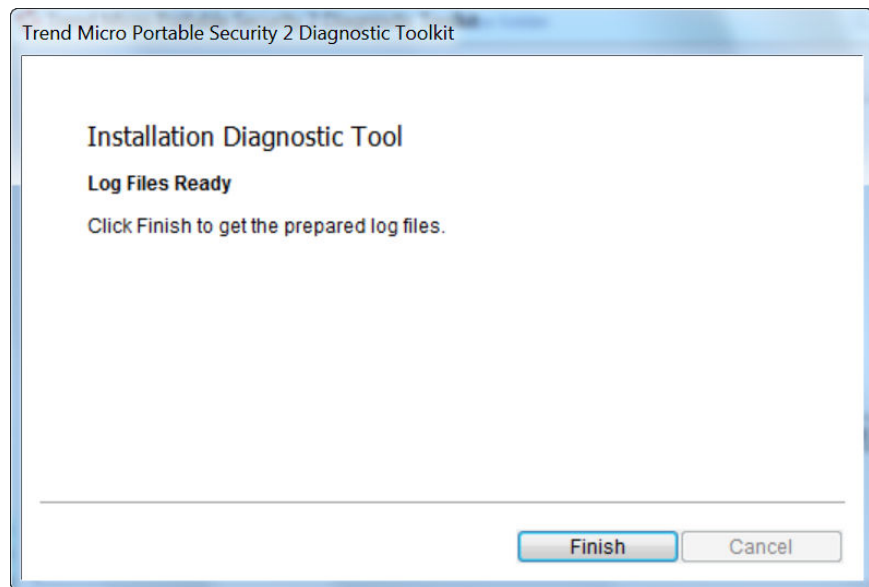 Trend Micro Portable Security 2 Diagnostic Toolkit
Installation Diagnostic Tool
Log Files Ready
Click Finish to get the prepared log files.
Finish
Cancel